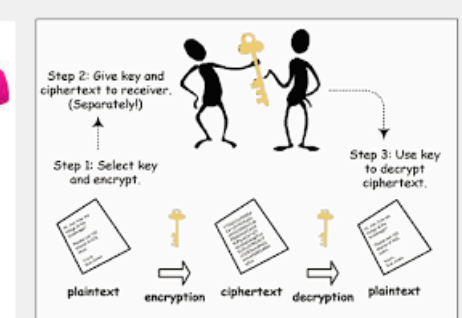 Step 2: Give key and
ciphertext to receiver.
(Separately!)
Step 1: Select key
and encrypt.
Step 3: Use key
to decrypt
ciphertext.
plaintext
encryption
ciphertext
decryption
plaintext